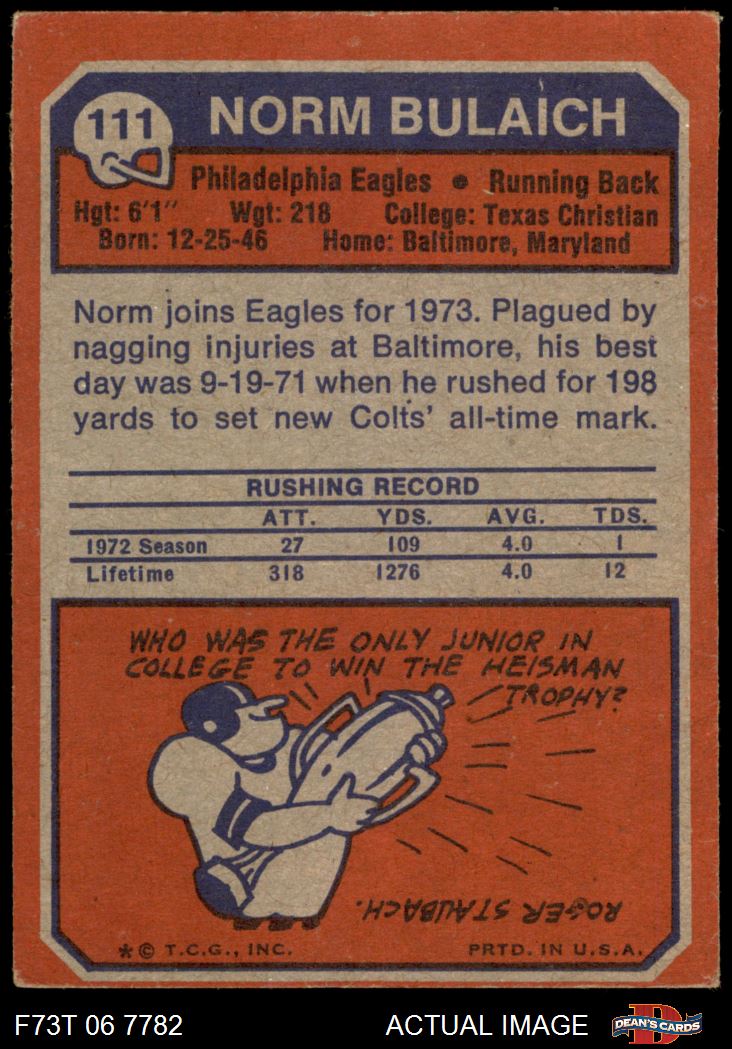 111
NORM BULAICH
Philadelphia Eagles • Running Back
Hgt: 6'1" Wgt: 218 College: Texas Christian
Born: 12-25-46 Home: Baltimore, Maryland
Norm joins Eagles for 1973. Plagued by
nagging injuries at Baltimore, his best
day was 9-19-71 when he rushed for 198
yards to set new Colts' all-time mark.
RUSHING RECORD
ATT. YDS. AVG. TDS.
1972 Season 27 109 4.0 1
Lifetime 318 1276 4.0 12
WHO WAS THE ONLY JUNIOR IN
COLLEGE TO WIN THE HEISMAN
TROPHY?
ROGER STAUBACH.
* © T.C.G., INC. PRTD. IN U.S.A.
F73T 06 7782 ACTUAL IMAGE
D
DEAN'S CARDS